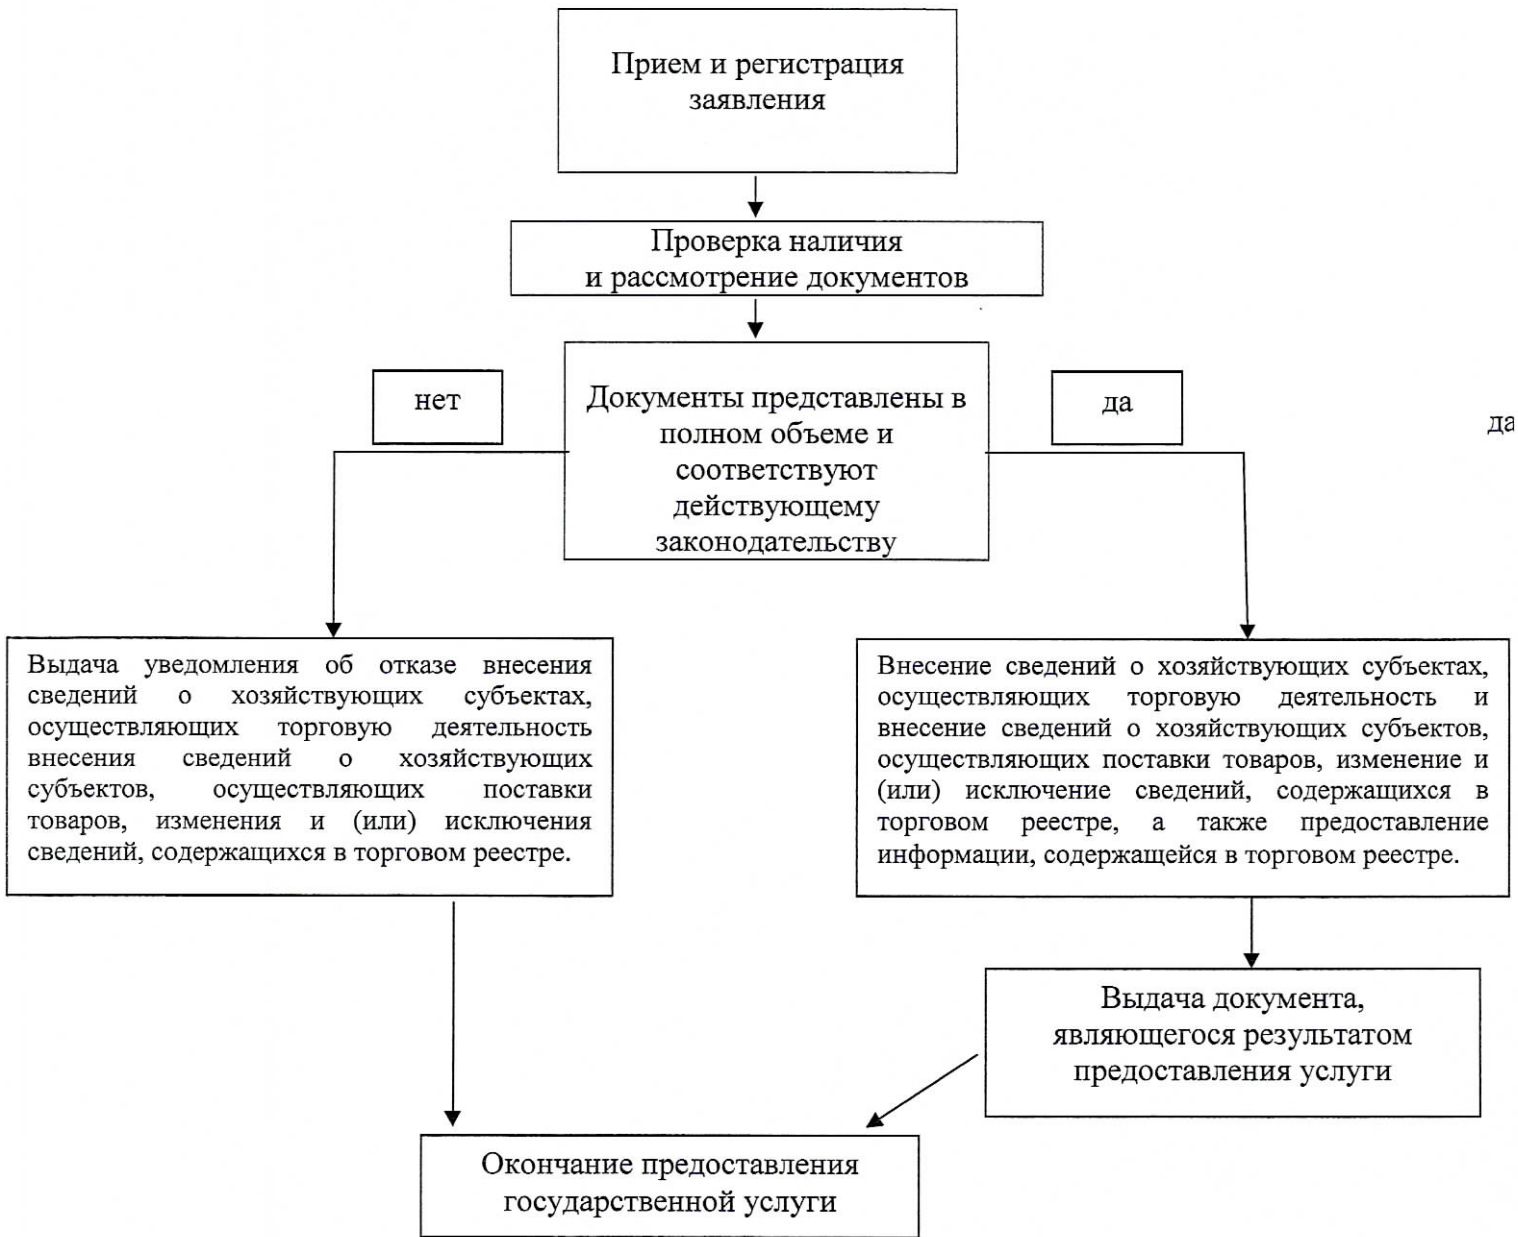 Прием и регистрация
заявления
Проверка наличия
и рассмотрение документов
нет
Документы представлены в
полном объеме и
соответствуют
действующему
законодательству
да
да
Выдача уведомления об отказе внесения
сведений о хозяйствующих субъектах,
осуществляющих торговую деятельность
внесения сведений о хозяйствующих
субъектов, осуществляющих поставки
товаров, изменения и (или) исключения
сведений, содержащихся в торговом реестре.
Внесение сведений о хозяйствующих субъектах,
осуществляющих торговую деятельность и
внесение сведений о хозяйствующих субъектов,
осуществляющих поставки товаров, изменение и
(или) исключение сведений, содержащихся в
торговом реестре, а также предоставление
информации, содержащейся в торговом реестре.
Выдача документа,
являющегося результатом
предоставления услуги
Окончание предоставления
государственной услуги